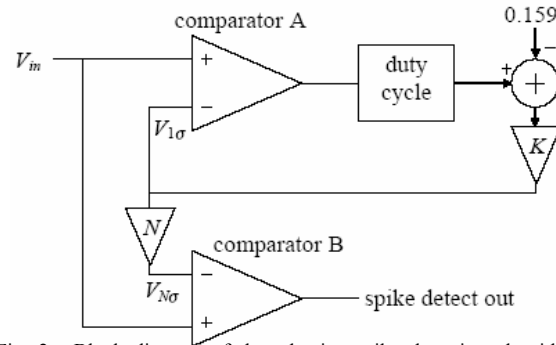 comparator A
0.159
V_in
+
−
V_1σ
duty
cycle
+
−
+
K
N
comparator B
V_Nσ
−
+
spike detect out